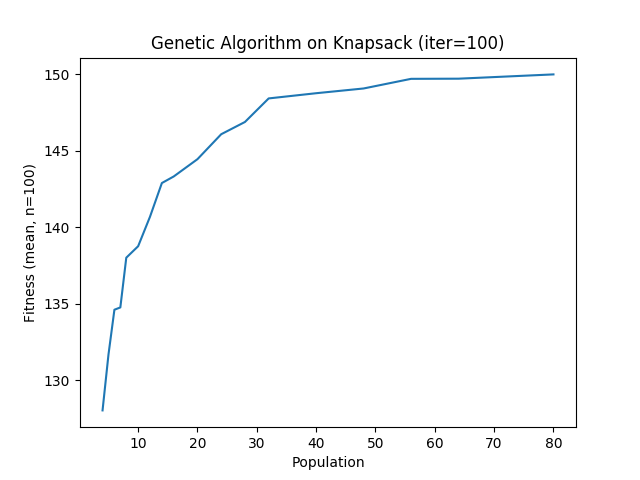 Genetic Algorithm on Knapsack (iter=100)
Fitness (mean, n=100)
150
145
140
135
130
10 20 30 40 50 60 70 80
Population